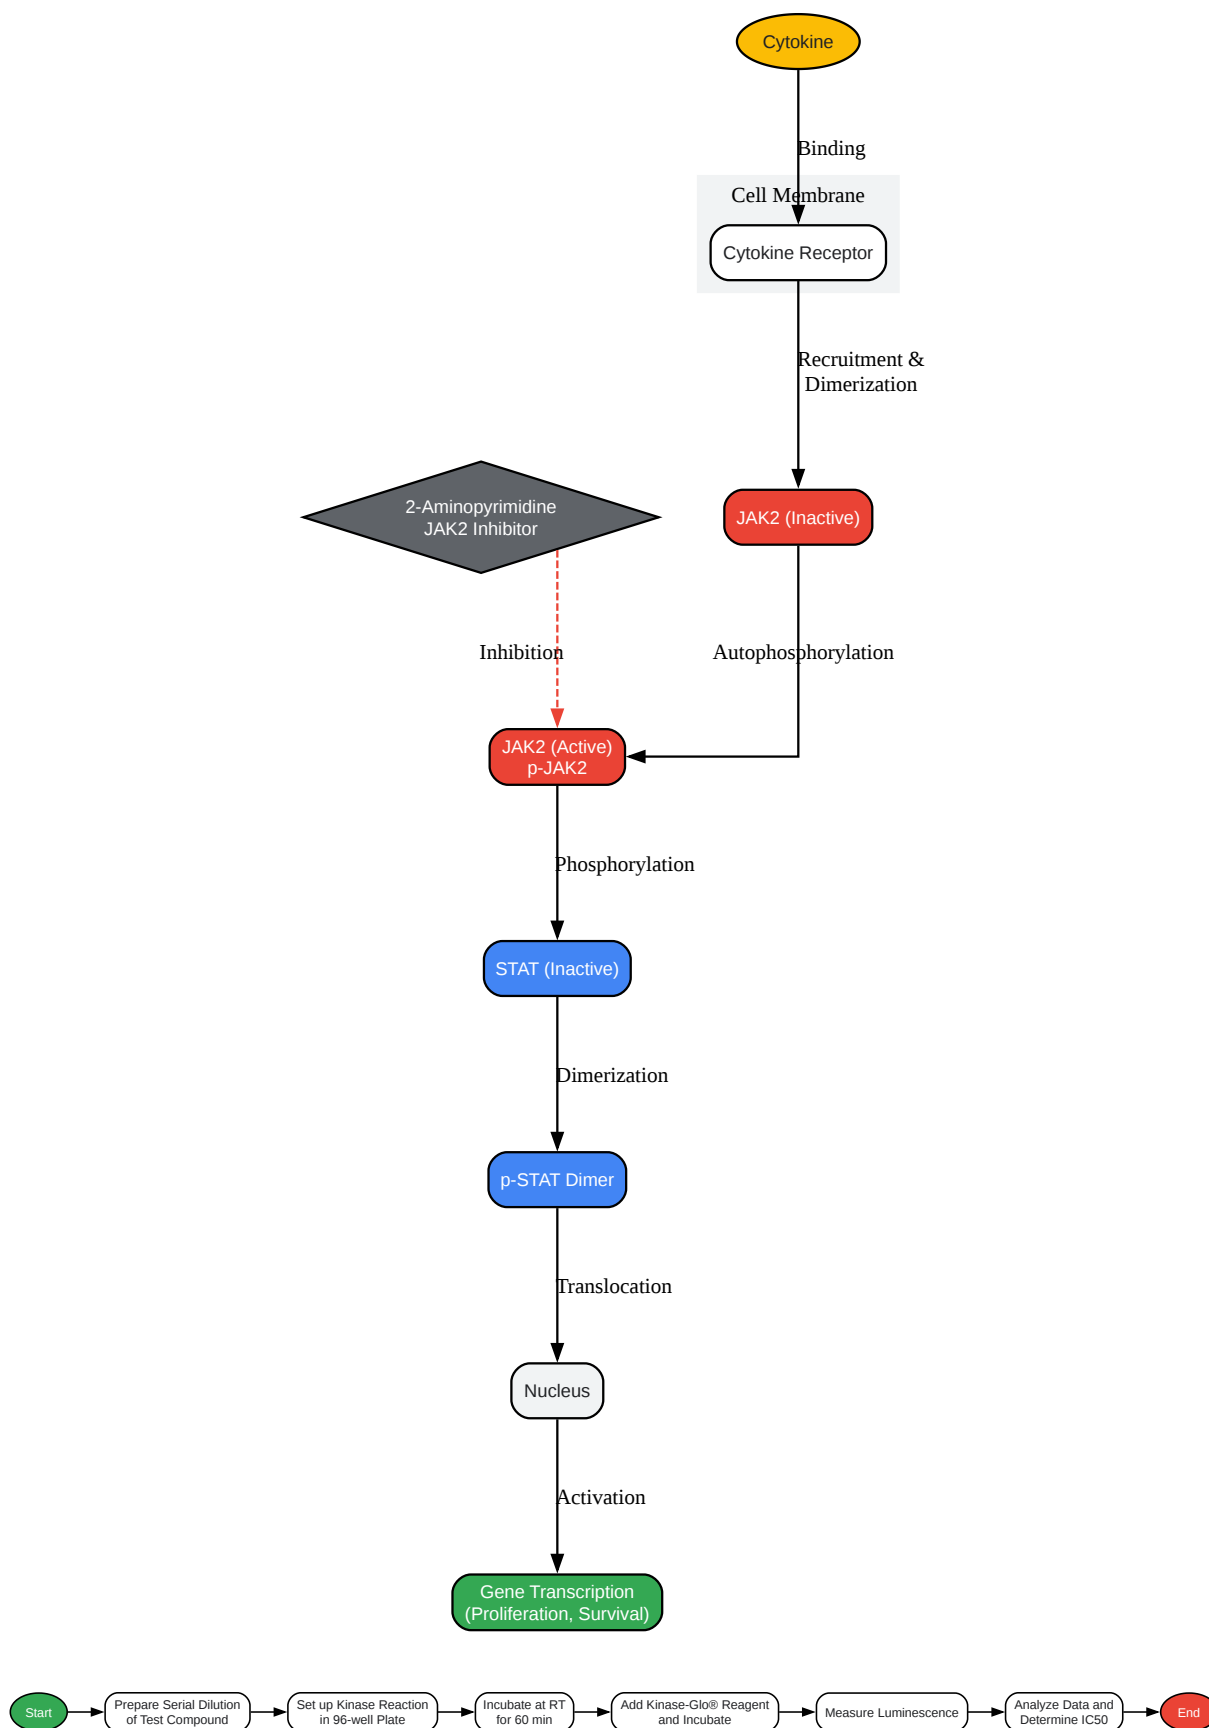 Cytokine
Binding
Cell Membrane
Cytokine Receptor
Recruitment &
Dimerization
2-Aminopyrimidine
JAK2 Inhibitor
JAK2 (Inactive)
Inhibition
Autophosphorylation
JAK2 (Active)
p-JAK2
Phosphorylation
STAT (Inactive)
Dimerization
p-STAT Dimer
Translocation
Nucleus
Activation
Gene Transcription
(Proliferation, Survival)
Start
Prepare Serial Dilution
of Test Compound
Set up Kinase Reaction
in 96-well Plate
Incubate at RT
for 60 min
Add Kinase-Glo® Reagent
and Incubate
Measure Luminescence
Analyze Data and
Determine IC50
End